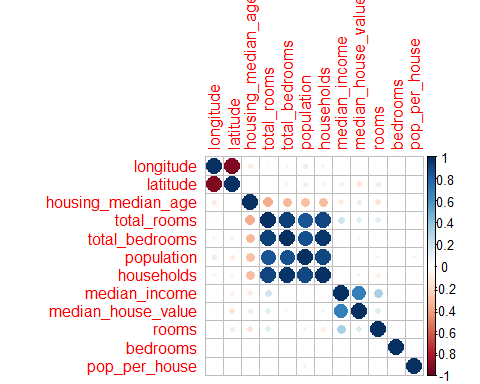 longitude
latitude
housing_median_age
total_rooms
total_bedrooms
population
households
median_income
median_house_value
rooms
bedrooms
pop_per_house
longitude
latitude
housing_median_age
total_rooms
total_bedrooms
population
households
median_income
median_house_value
rooms
bedrooms
pop_per_house
1
0.8
0.6
0.4
0.2
0
-0.2
-0.4
-0.6
-0.8
-1